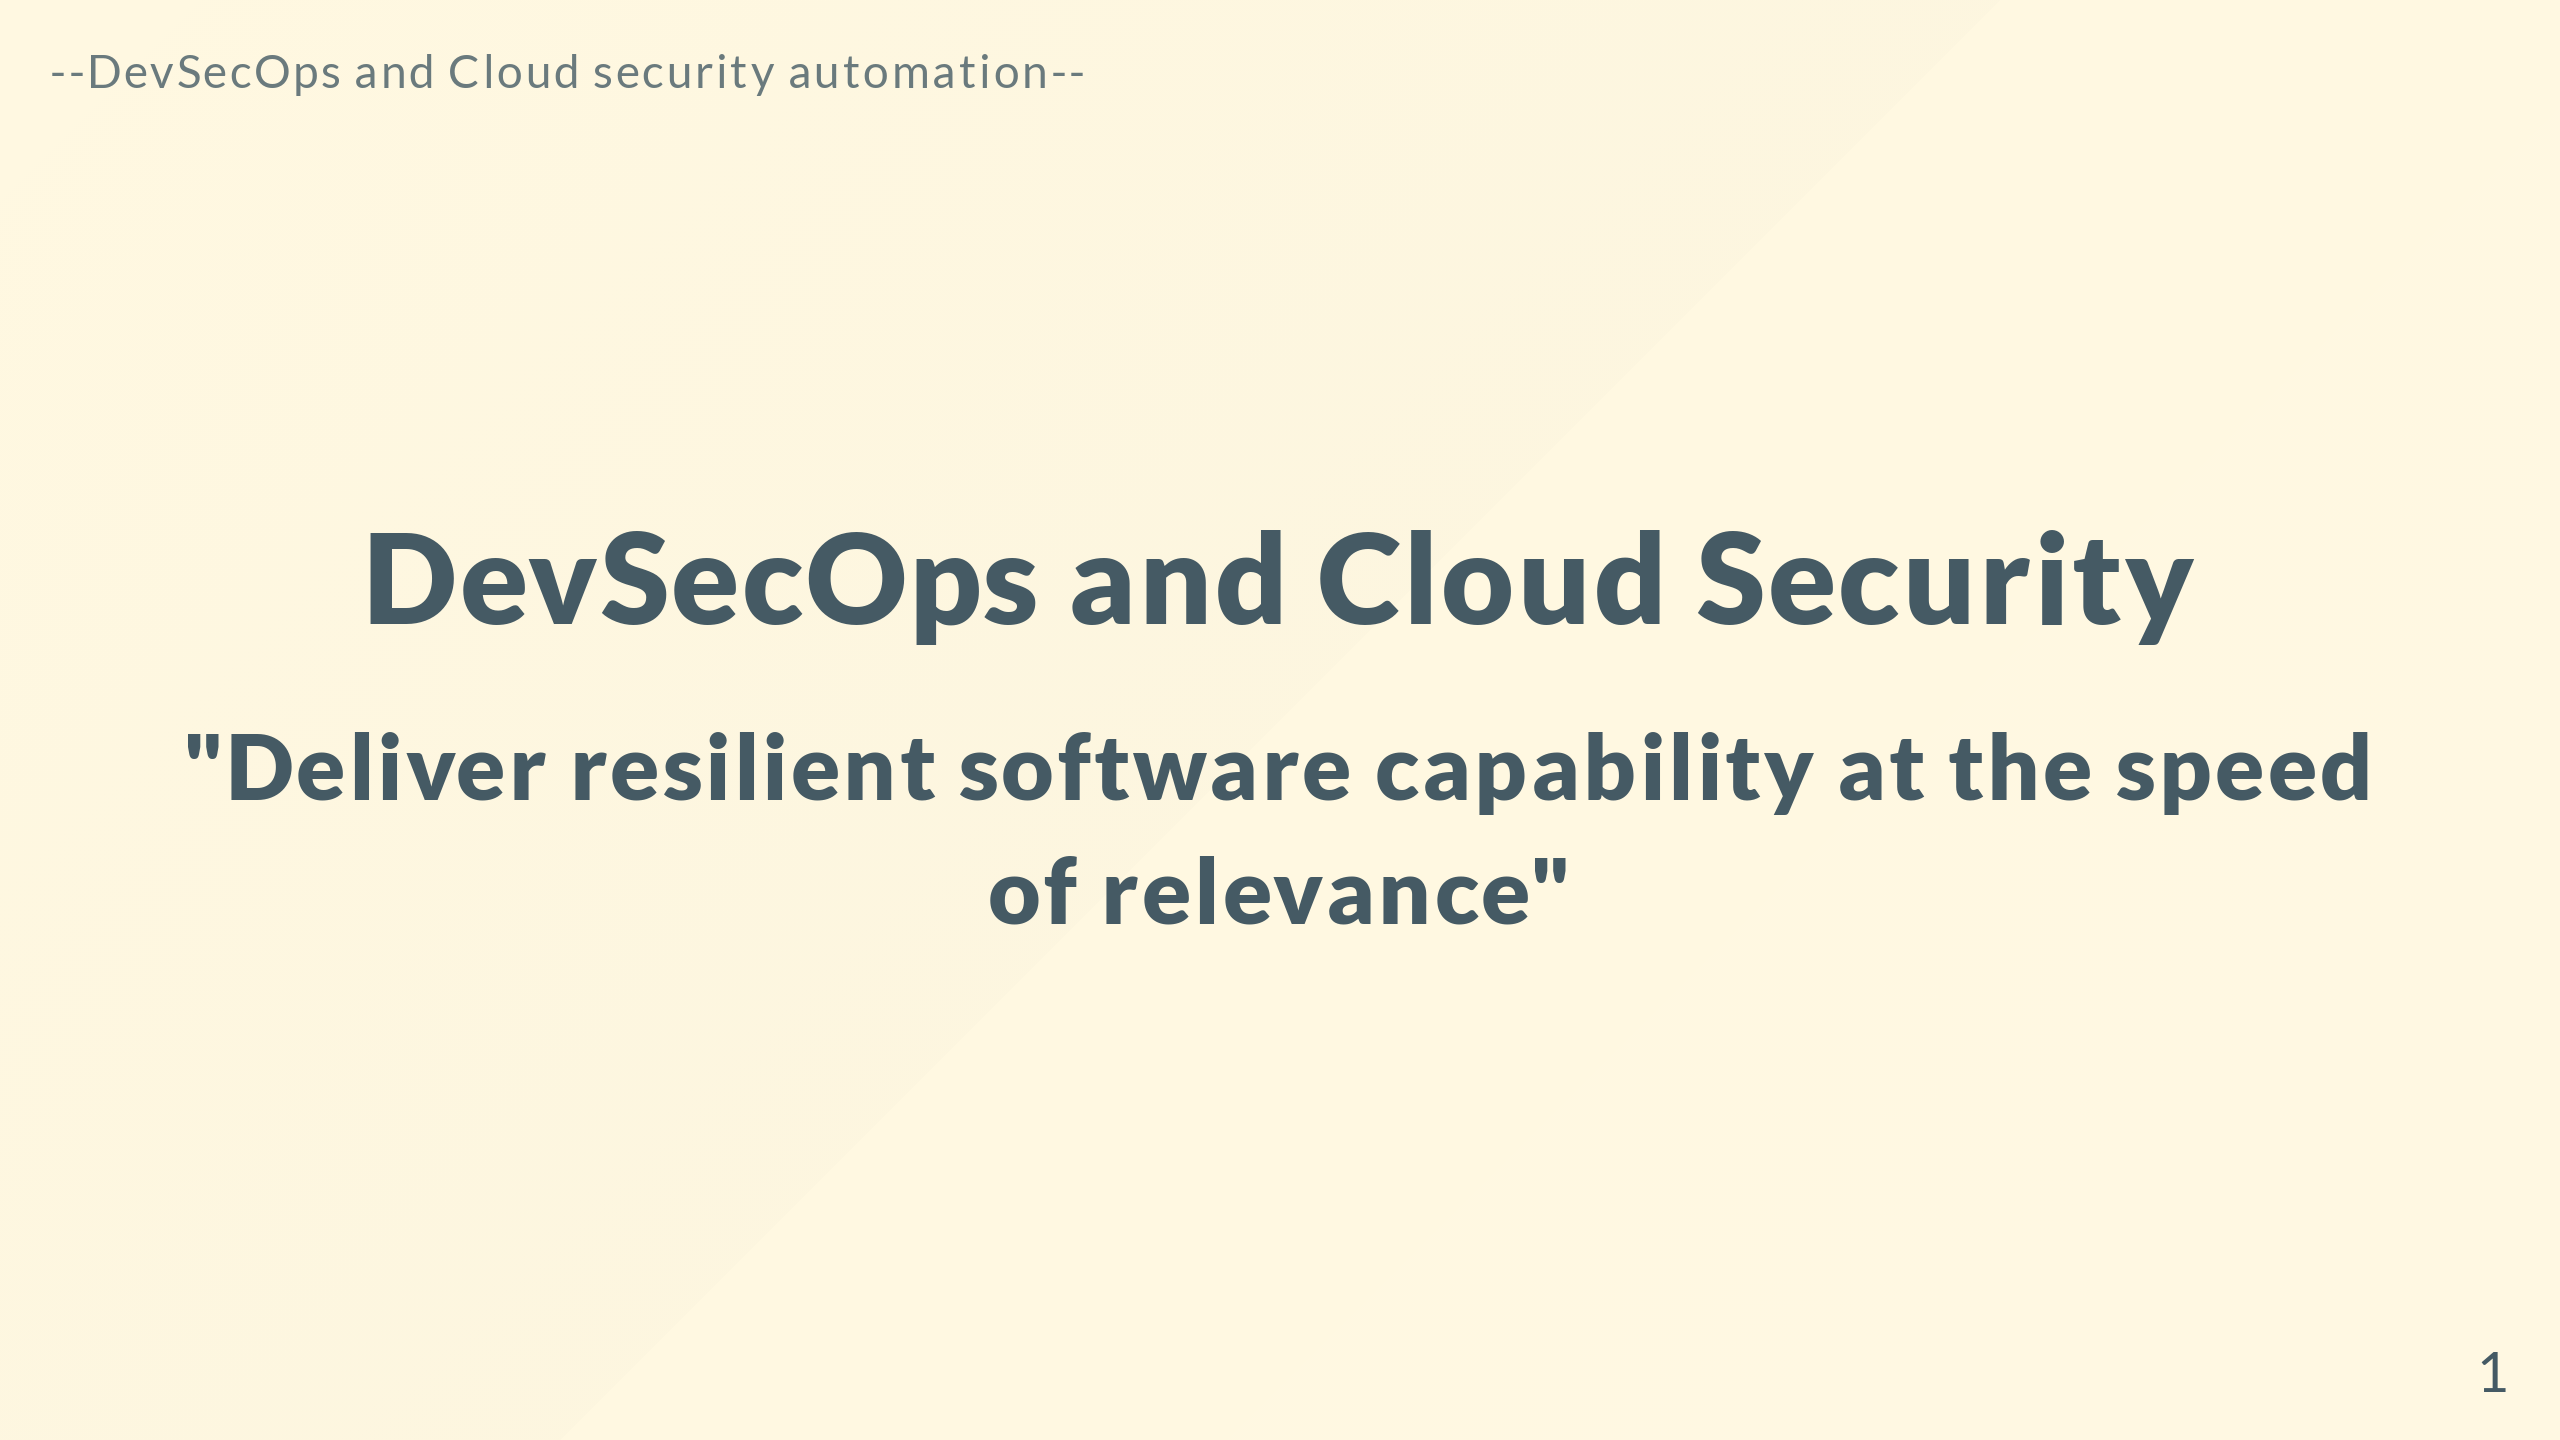 --DevSecOps and Cloud security automation--
DevSecOps and Cloud Security
"Deliver resilient software capability at the speed
of relevance"
1